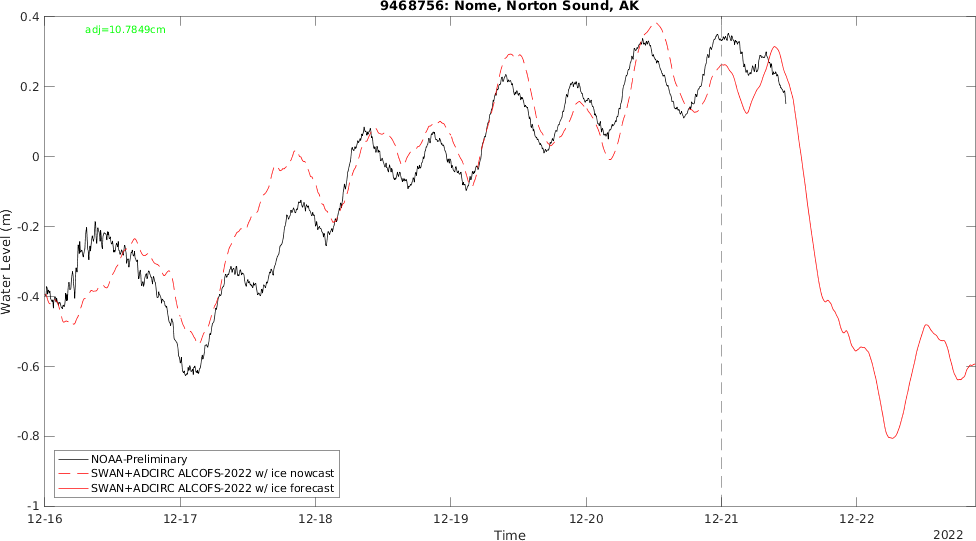 9468756: Nome, Norton Sound, AK
adj=10.7849cm
0.4
0.2
0
-0.2
-0.4
-0.6
-0.8
-1
Water Level (m)
NOAA-Preliminary
SWAN+ADCIRC ALCOFS-2022 w/ ice nowcast
SWAN+ADCIRC ALCOFS-2022 w/ ice forecast
12-16 12-17 12-18 12-19 12-20 12-21 12-22
Time
2022